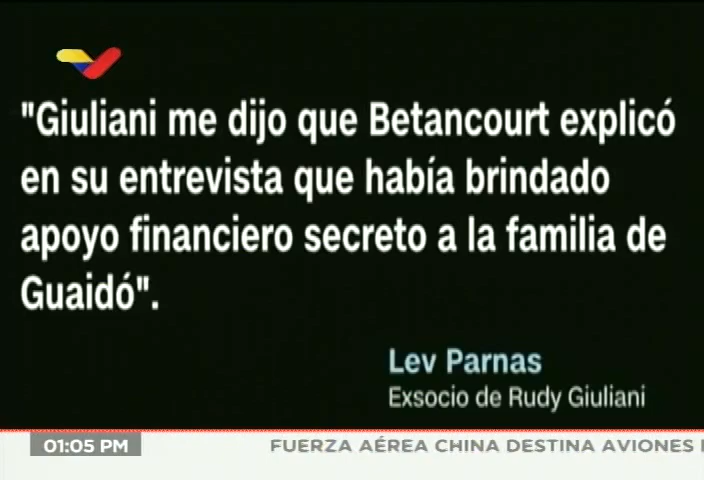 "Giuliani me dijo que Betancourt explicó
en su entrevista que había brindado
apoyo financiero secreto a la familia de
Guaidó".
Lev Parnas
Exsocio de Rudy Giuliani
01:05 PM
FUERZA AÉREA CHINA DESTINA AVIONES